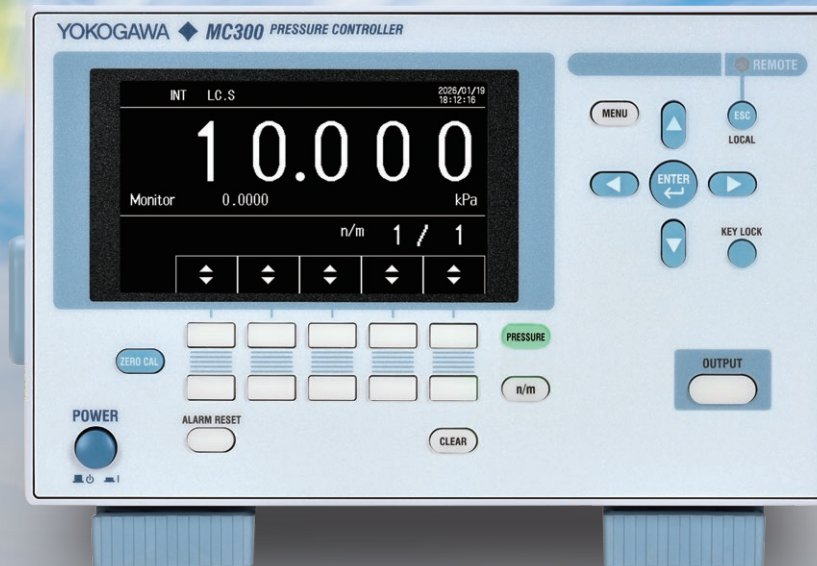 YOKOGAWA ◆ MC300 PRESSURE CONTROLLER
REMOTE
INT LC.S
2026/01/19
18:12:16
10.000
Monitor 0.0000 kPa
n/m 1 / 1
MENU
ESC
LOCAL
ENTER
KEY LOCK
ZERO CAL
PRESSURE
n/m
OUTPUT
POWER
ALARM RESET
CLEAR